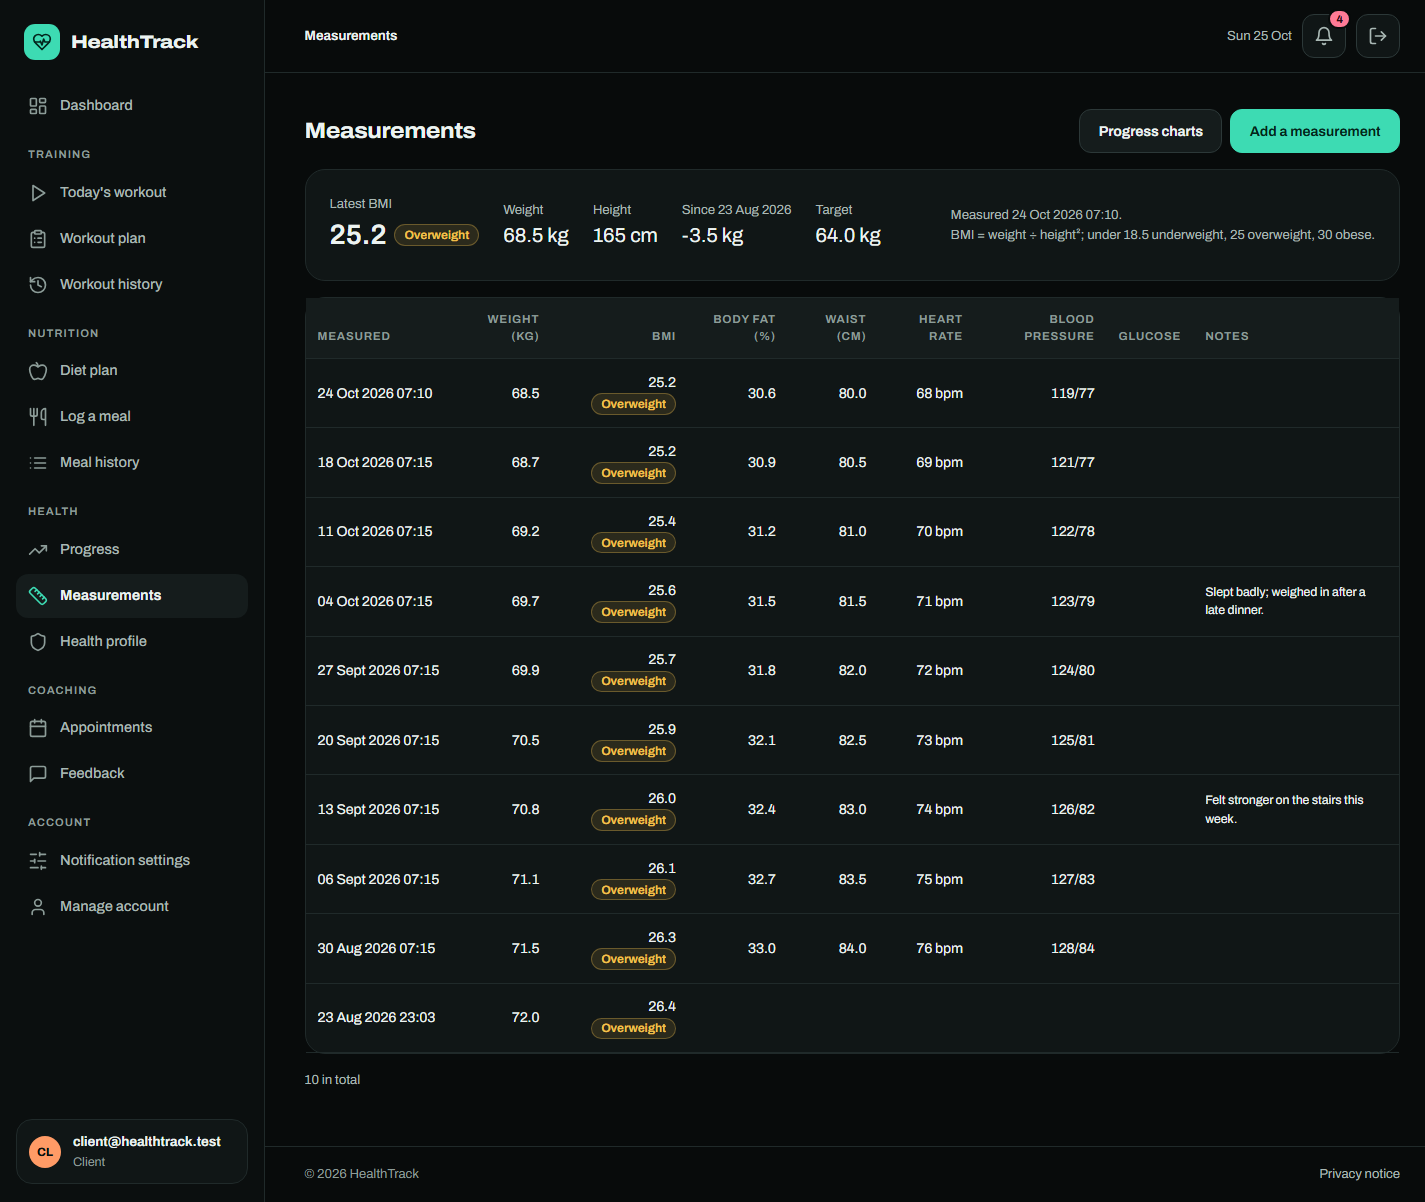 HealthTrack
Dashboard
TRAINING
Today's workout
Workout plan
Workout history
NUTRITION
Diet plan
Log a meal
Meal history
HEALTH
Progress
Measurements
Health profile
COACHING
Appointments
Feedback
ACCOUNT
Notification settings
Manage account
CL
client@healthtrack.test
Client
Measurements
Sun 25 Oct
4
Measurements
Progress charts
Add a measurement
Latest BMI
25.2 Overweight
Weight
68.5 kg
Height
165 cm
Since 23 Aug 2026
-3.5 kg
Target
64.0 kg
Measured 24 Oct 2026 07:10.
BMI = weight ÷ height²; under 18.5 underweight, 25 overweight, 30 obese.
MEASURED WEIGHT (KG) BMI BODY FAT (%) WAIST (CM) HEART RATE BLOOD PRESSURE GLUCOSE NOTES
24 Oct 2026 07:10 68.5 25.2 Overweight 30.6 80.0 68 bpm 119/77
18 Oct 2026 07:15 68.7 25.2 Overweight 30.9 80.5 69 bpm 121/77
11 Oct 2026 07:15 69.2 25.4 Overweight 31.2 81.0 70 bpm 122/78
04 Oct 2026 07:15 69.7 25.6 Overweight 31.5 81.5 71 bpm 123/79 Slept badly; weighed in after a late dinner.
27 Sept 2026 07:15 69.9 25.7 Overweight 31.8 82.0 72 bpm 124/80
20 Sept 2026 07:15 70.5 25.9 Overweight 32.1 82.5 73 bpm 125/81
13 Sept 2026 07:15 70.8 26.0 Overweight 32.4 83.0 74 bpm 126/82 Felt stronger on the stairs this week.
06 Sept 2026 07:15 71.1 26.1 Overweight 32.7 83.5 75 bpm 127/83
30 Aug 2026 07:15 71.5 26.3 Overweight 33.0 84.0 76 bpm 128/84
23 Aug 2026 23:03 72.0 26.4 Overweight
10 in total
© 2026 HealthTrack
Privacy notice